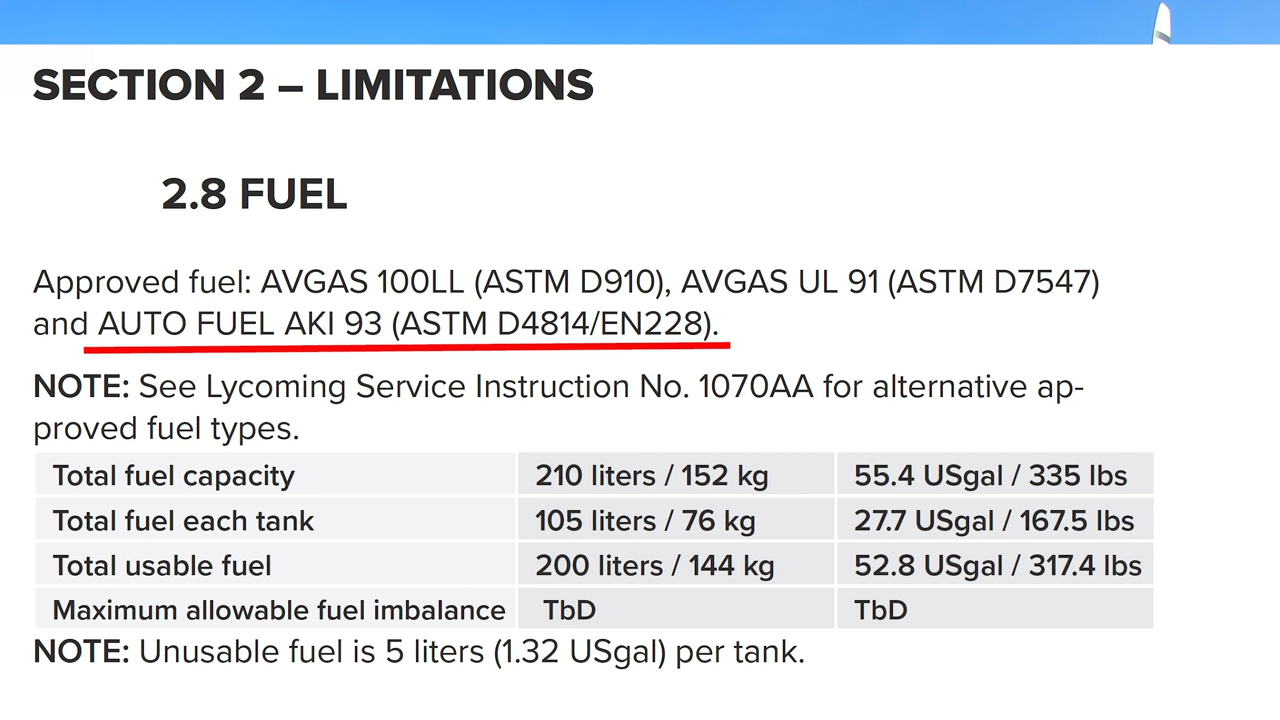 SECTION 2 – LIMITATIONS
2.8 FUEL
Approved fuel: AVGAS 100LL (ASTM D910), AVGAS UL 91 (ASTM D7547)
and AUTO FUEL AKI 93 (ASTM D4814/EN228).
NOTE: See Lycoming Service Instruction No. 1070AA for alternative ap-
proved fuel types.
Total fuel capacity 210 liters / 152 kg 55.4 USgal / 335 lbs
Total fuel each tank 105 liters / 76 kg 27.7 USgal / 167.5 lbs
Total usable fuel 200 liters / 144 kg 52.8 USgal / 317.4 lbs
Maximum allowable fuel imbalance TbD TbD
NOTE: Unusable fuel is 5 liters (1.32 USgal) per tank.